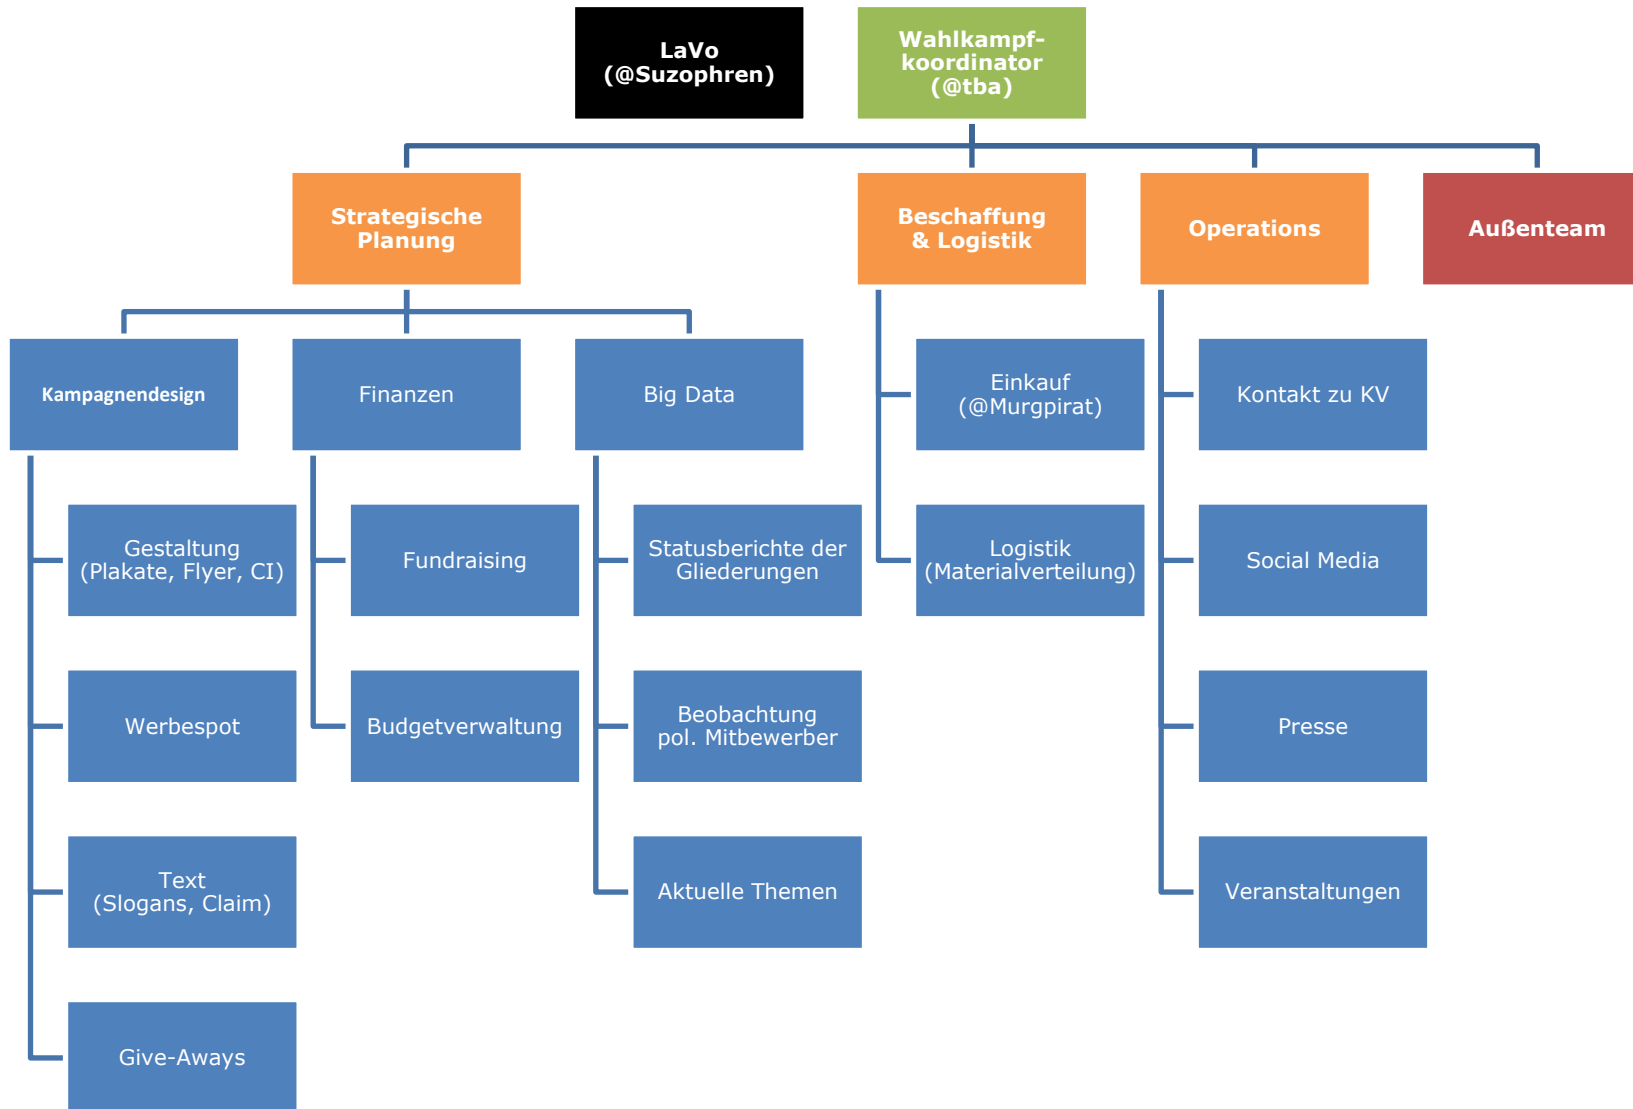 LaVo
(@Suzophren)
Wahlkampf-
koordinator
(@tba)
Strategische
Planung
Beschaffung
& Logistik
Operations
Außenteam
Kampagnendesign
Finanzen
Big Data
Einkauf
(@Murgpirat)
Kontakt zu KV
Gestaltung
(Plakate, Flyer, CI)
Fundraising
Statusberichte der
Gliederungen
Logistik
(Materialverteilung)
Social Media
Werbespot
Budgetverwaltung
Beobachtung
pol. Mitbewerber
Presse
Text
(Slogans, Claim)
Aktuelle Themen
Veranstaltungen
Give-Aways